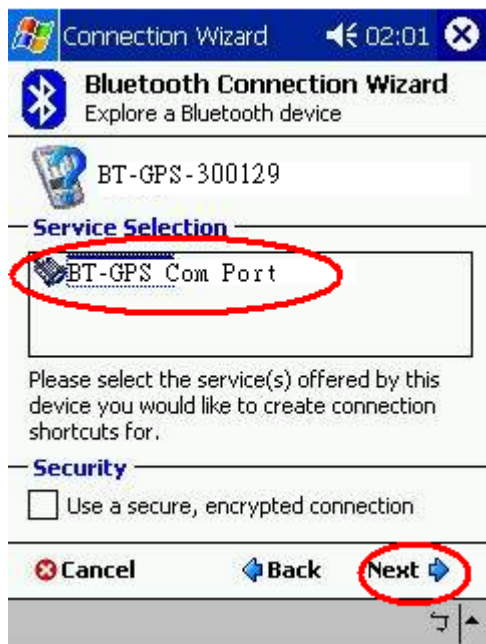 Connection Wizard 02:01
Bluetooth Connection Wizard
Explore a Bluetooth device
BT-GPS-300129
Service Selection
BT-GPS Com Port
Please select the service(s) offered by this
device you would like to create connection
shortcuts for.
Security
Use a secure, encrypted connection
Cancel Back Next